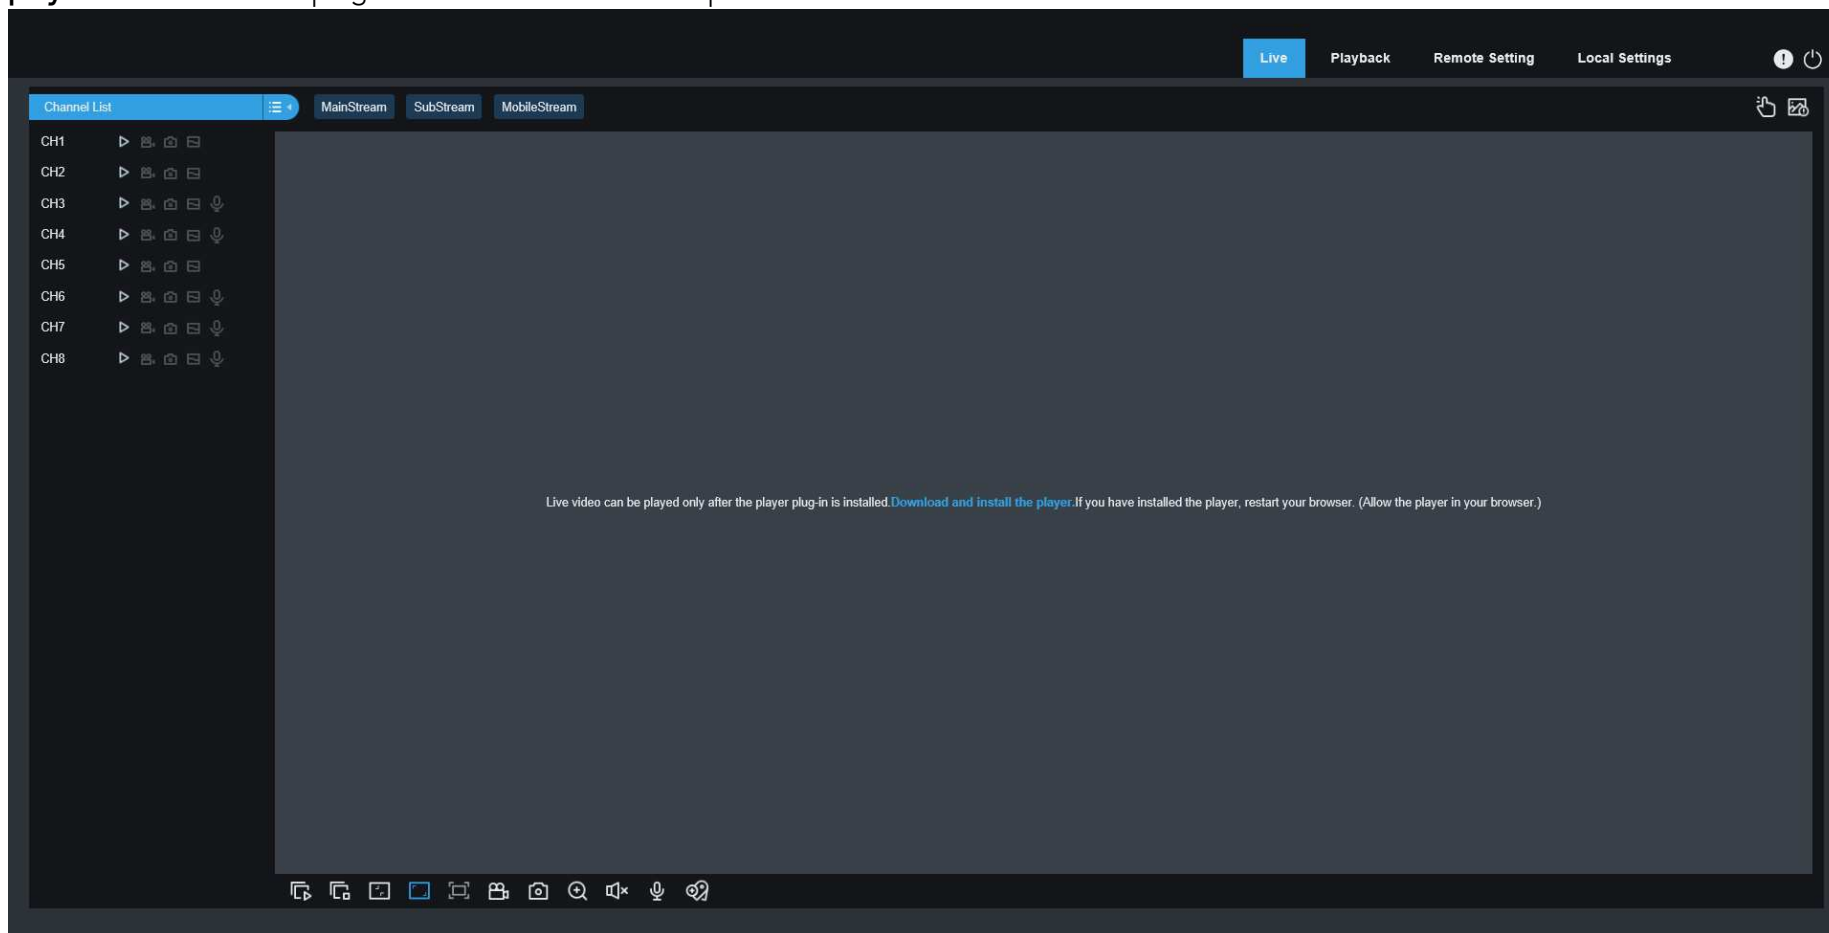 Live Playback Remote Setting Local Settings
Channel List MainStream SubStream MobileStream
CH1
CH2
CH3
CH4
CH5
CH6
CH7
CH8
Live video can be played only after the player plug-in is installed.Download and install the player.If you have installed the player, restart your browser. (Allow the player in your browser.)